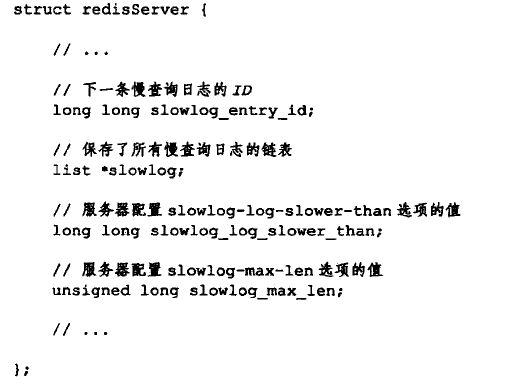 struct redisServer {
// ...
// 下一条慢查询日志的 ID
long long slowlog_entry_id;
// 保存了所有慢查询日志的链表
list *slowlog;
// 服务器配置 slowlog-log-slower-than 选项的值
long long slowlog_log_slower_than;
// 服务器配置 slowlog-max-len 选项的值
unsigned long slowlog_max_len;
// ...
};